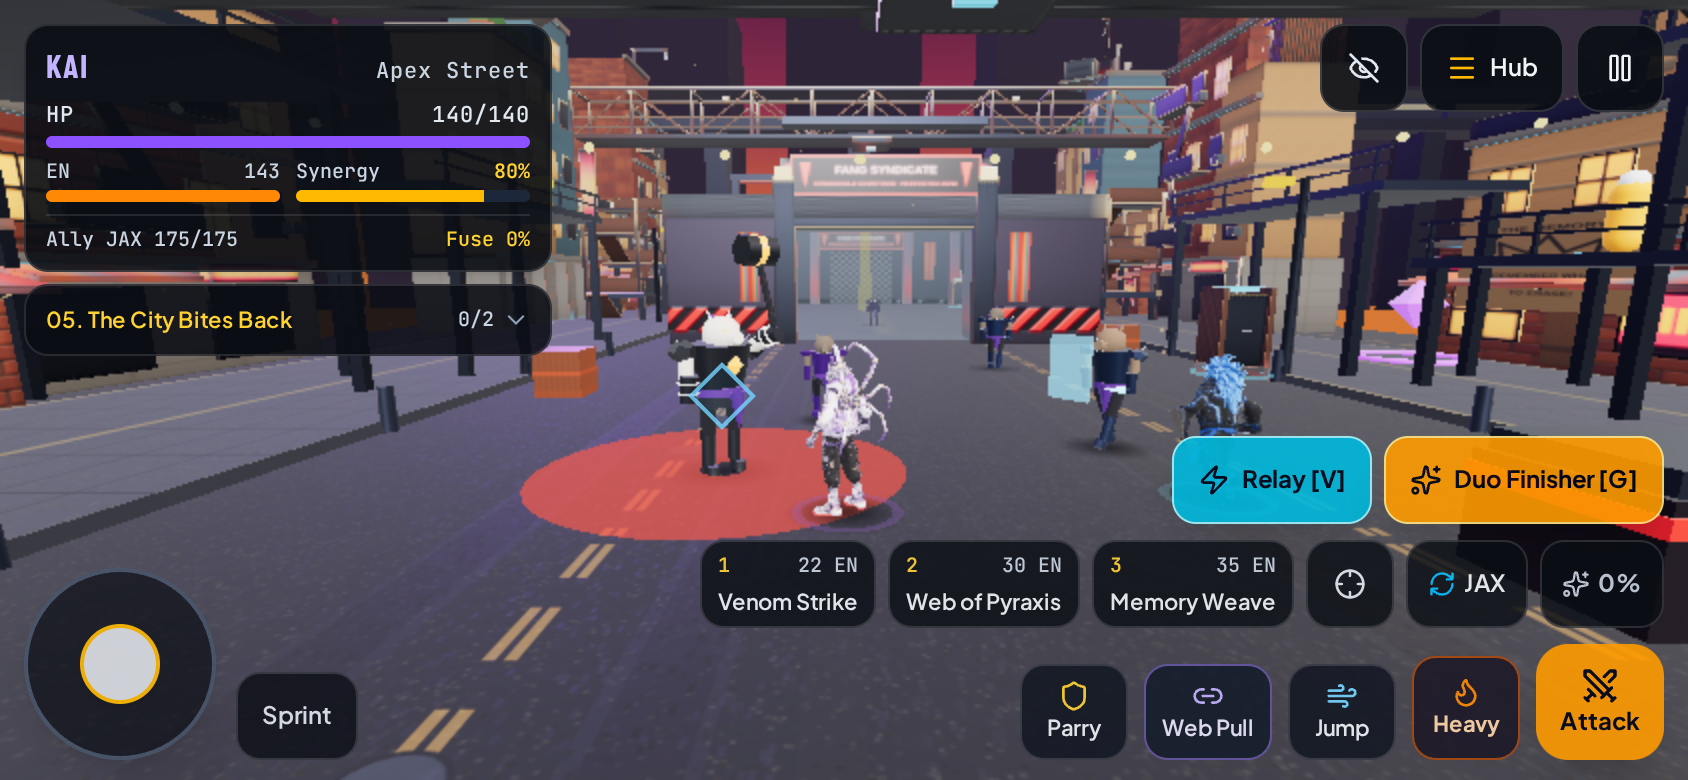 KAI
Apex Street
HP
140/140
EN
143
Synergy
80%
Ally JAX 175/175
Fuse 0%
05. The City Bites Back
0/2
Hub
FANG SYNDICATE
Relay [V]
Duo Finisher [G]
1
22 EN
Venom Strike
2
30 EN
Web of Pyraxis
3
35 EN
Memory Weave
JAX
0%
Sprint
Parry
Web Pull
Jump
Heavy
Attack